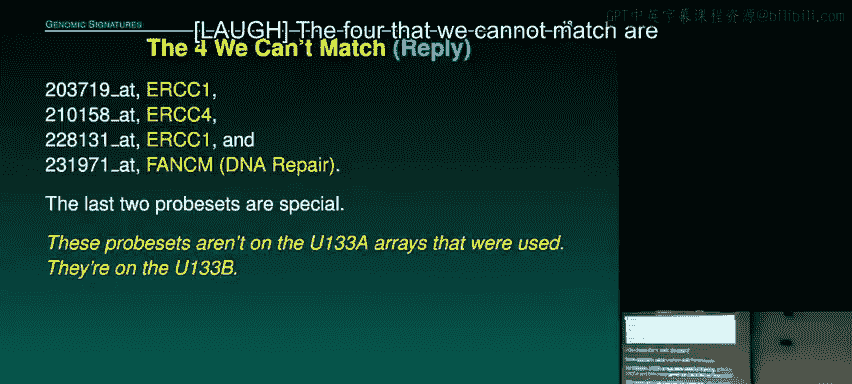 GPT中英字幕课程资源@bilibili.com
GENOMIC SIGNATURES
[LAUGH] The four that we cannot match are
The 4 We Can't Match (Reply)
203719_at, ERCC1,
210158_at, ERCC4,
228131_at, ERCC1, and
231971_at, FANCM (DNA Repair).
The last two probesets are special.
These probesets aren't on the U133A arrays that were used.
They're on the U133B.